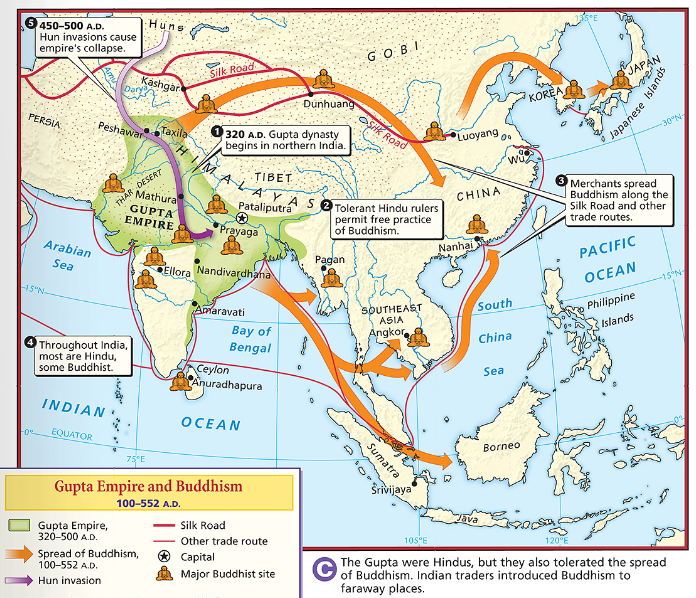 5 450–500 A.D.
Hun invasions cause
empire's collapse.
Huns
GOBI
135°E
JAPAN
KOREA
Japanese Islands
30°N
Amu
Darya
Kashgar
Silk Road
Dunhuang
Silk Road
Luoyang
Wu
PERSIA
Peshawar
Taxila
1 320 A.D. Gupta dynasty
begins in northern India.
HIMALAYAS
TIBET
CHINA
3 Merchants spread
Buddhism along the
Silk Road and other
trade routes.
THAR DESERT
Mathura
GUPTA
EMPIRE
Pataliputra
Prayaga
2 Tolerant Hindu rulers
permit free practice
of Buddhism.
Nanhai
PACIFIC
OCEAN
Arabian
Sea
Ellora
Nandivardhana
Pagan
15°N
15°N
Amaravati
Bay of
Bengal
SOUTHEAST
ASIA
Angkor
South
China
Sea
Philippine
Islands
4 Throughout India,
most are Hindu,
some Buddhist.
Ceylon
Anuradhapura
INDIAN
OCEAN
0° EQUATOR
0°
75°E
Sumatra
Borneo
Srivijaya
Java
105°E
120°E
Gupta Empire and Buddhism
100–552 A.D.
Gupta Empire,
320–500 A.D.
Spread of Buddhism,
100–552 A.D.
Hun invasion
Silk Road
Other trade route
Capital
Major Buddhist site
C The Gupta were Hindus, but they also tolerated the spread
of Buddhism. Indian traders introduced Buddhism to
faraway places.